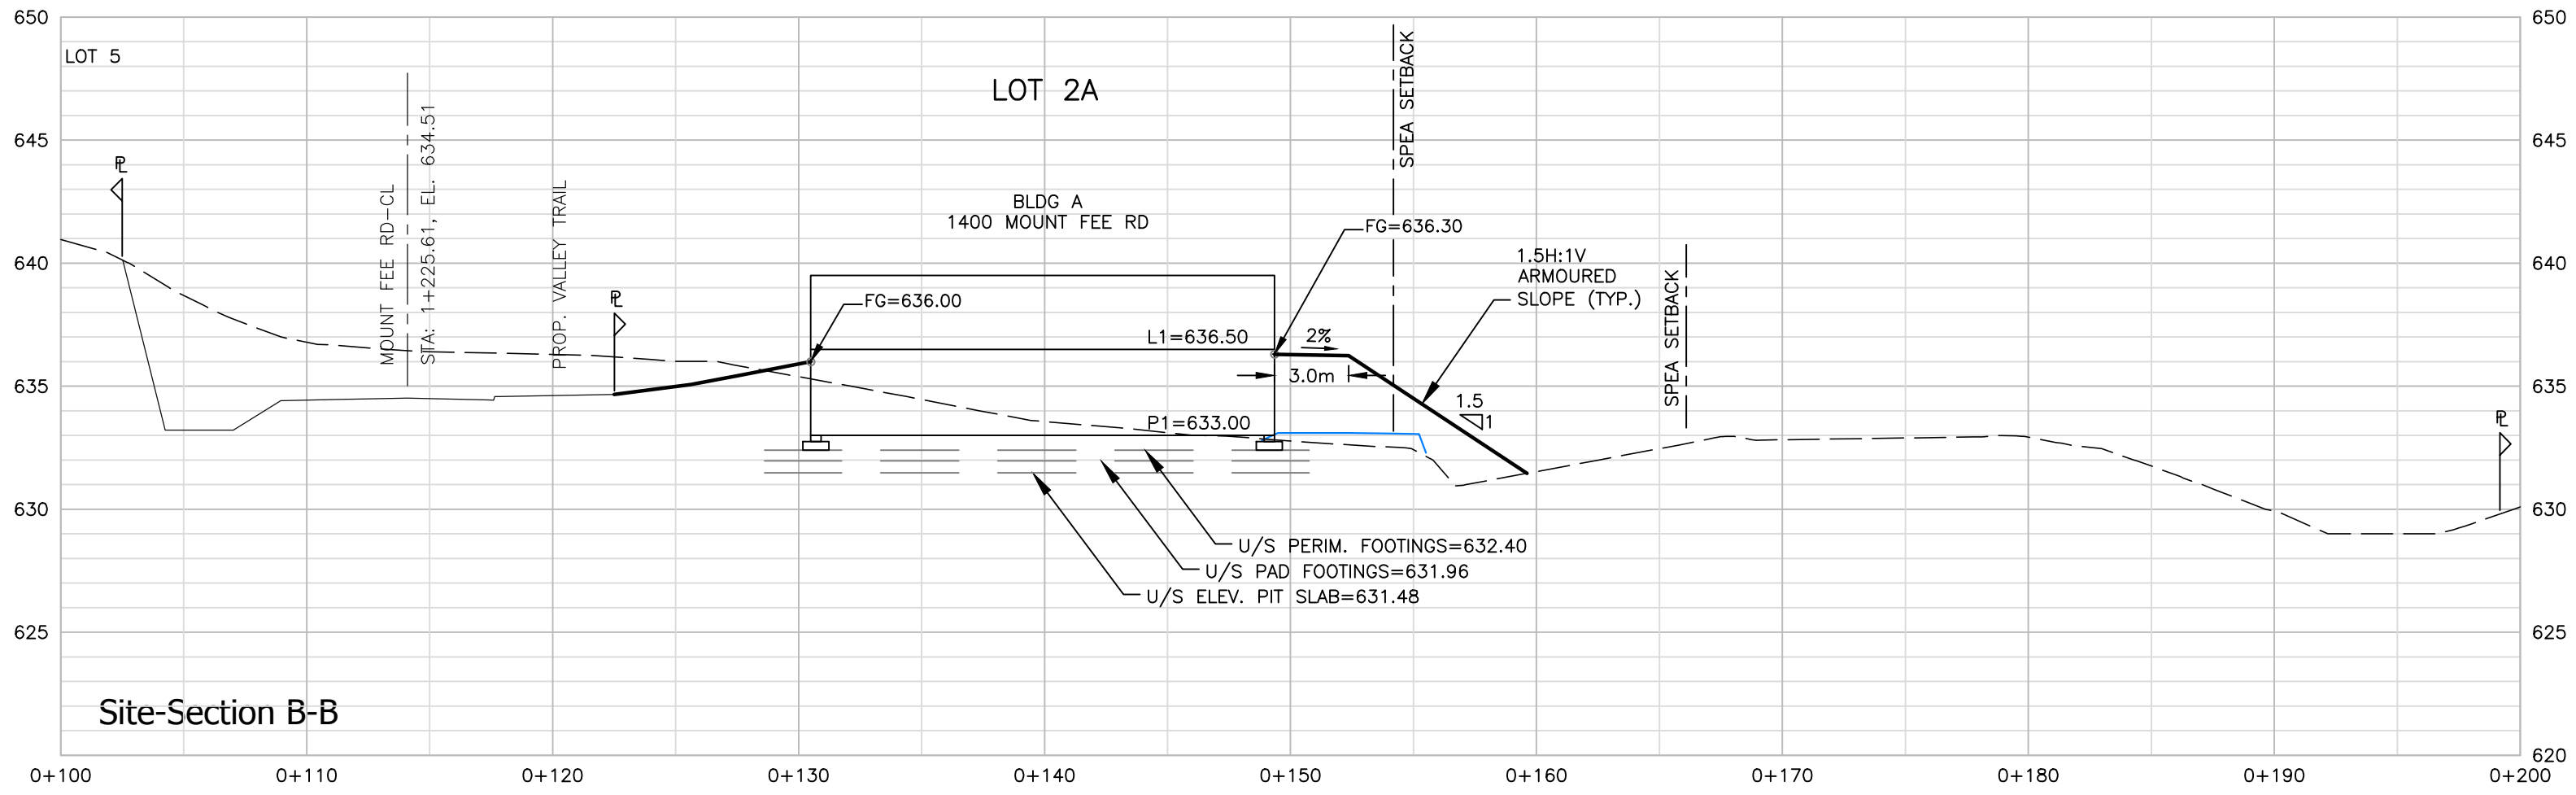 650
650
LOT 5
LOT 2A
SPEA SETBACK
645
645
MOUNT FEE RD-CL
STA: 1+225.61, EL. 634.51
PROP. VALLEY TRAIL
BLDG A
1400 MOUNT FEE RD
FG=636.30
1.5H:1V
ARMOURED
SLOPE (TYP.)
SPEA SETBACK
640
640
FG=636.00
L1=636.50
2%
3.0m
635
635
1.5
1
P1=633.00
630
630
U/S PERIM. FOOTINGS=632.40
U/S PAD FOOTINGS=631.96
U/S ELEV. PIT SLAB=631.48
625
625
Site-Section B-B
620
0+100
0+110
0+120
0+130
0+140
0+150
0+160
0+170
0+180
0+190
0+200